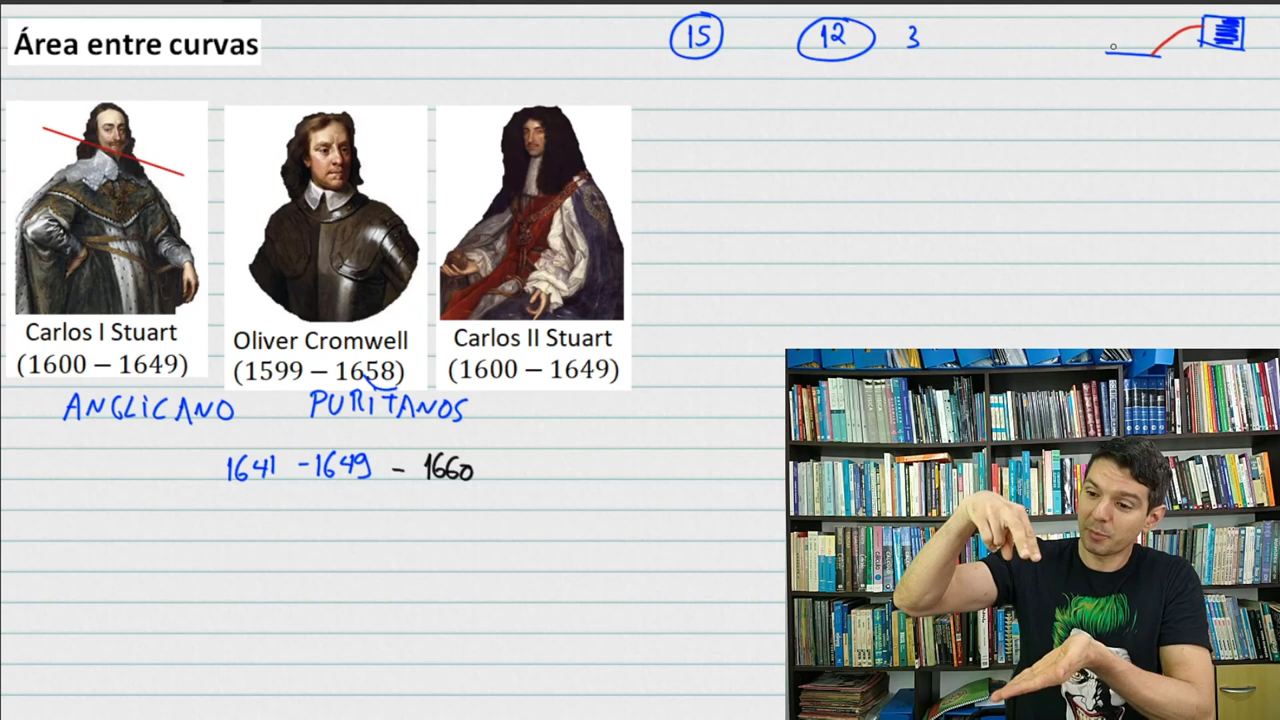 Área entre curvas
15 12 3
Carlos I Stuart
(1600 – 1649)
Oliver Cromwell
(1599 – 1658)
Carlos II Stuart
(1600 – 1649)
ANGLICANO PURITANOS
1641 - 1649 - 1660